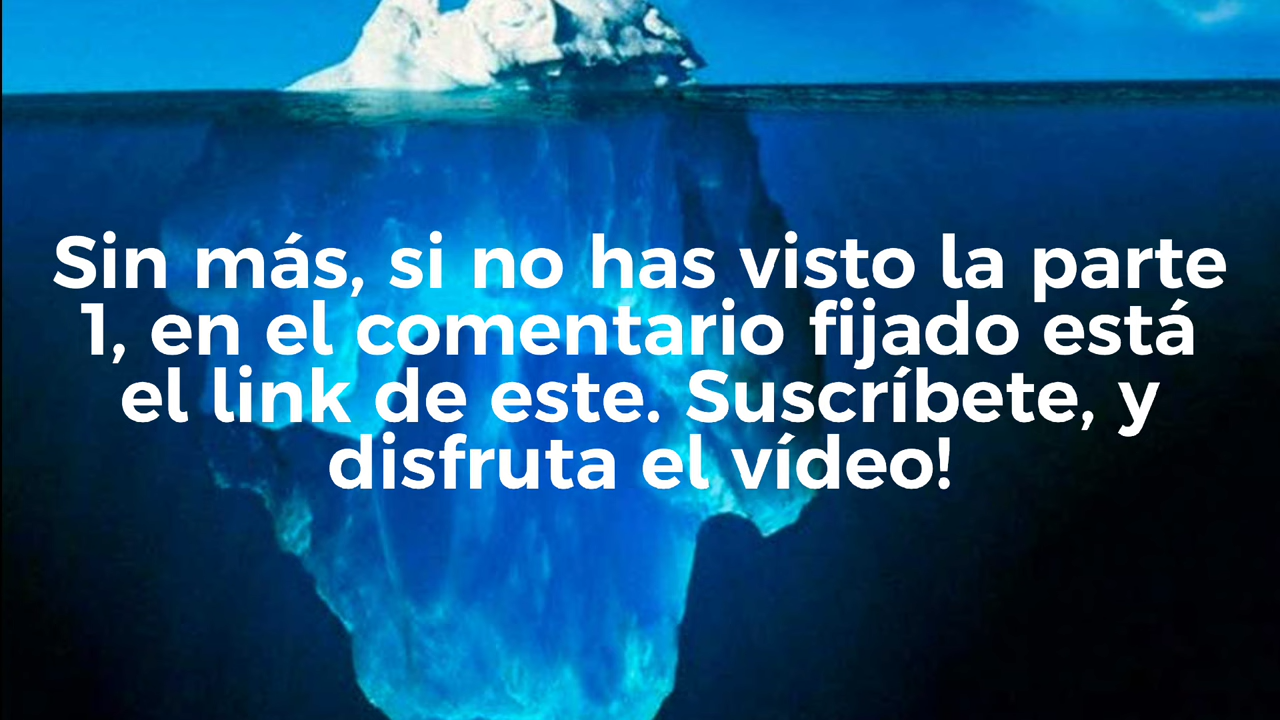 Sin más, si no has visto la parte
1, en el comentario fijado está
el link de este. Suscríbete, y
disfruta el vídeo!